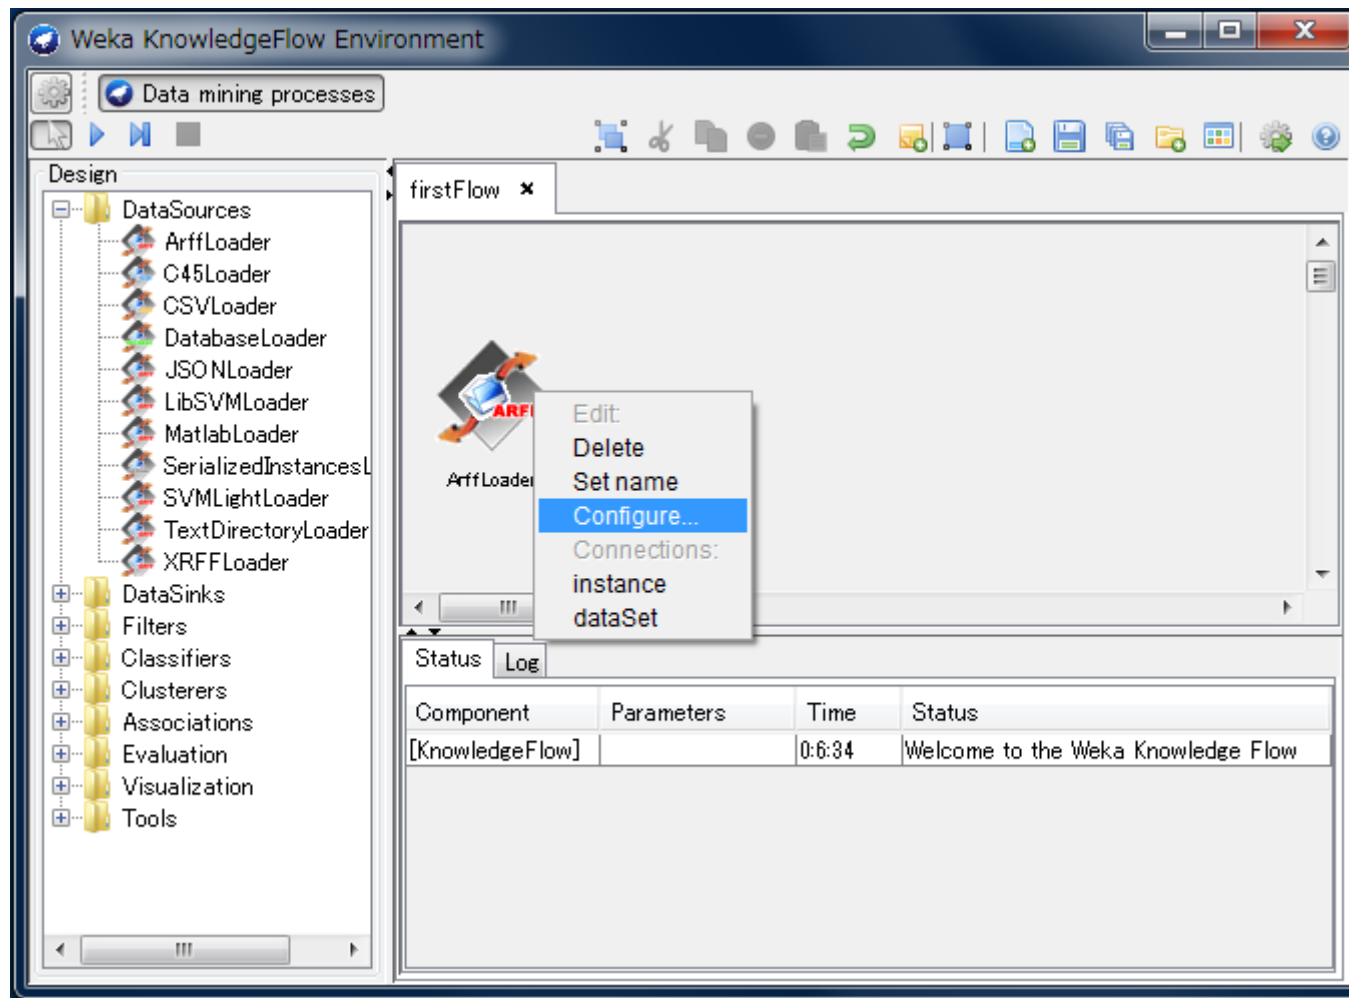 Weka KnowledgeFlow Environment
Data mining processes
Design
DataSources
ArffLoader
C45Loader
CSVLoader
DatabaseLoader
JSONLoader
LibSVMLoader
MatlabLoader
SerializedInstancesL
SVMLightLoader
TextDirectoryLoader
XRFFLoader
DataSinks
Filters
Classifiers
Clusterers
Associations
Evaluation
Visualization
Tools
firstFlow
ARF
ArffLoader
Edit:
Delete
Set name
Configure...
Connections:
instance
dataSet
Status Log
Component Parameters Time Status
[KnowledgeFlow] 0:6:34 Welcome to the Weka Knowledge Flow